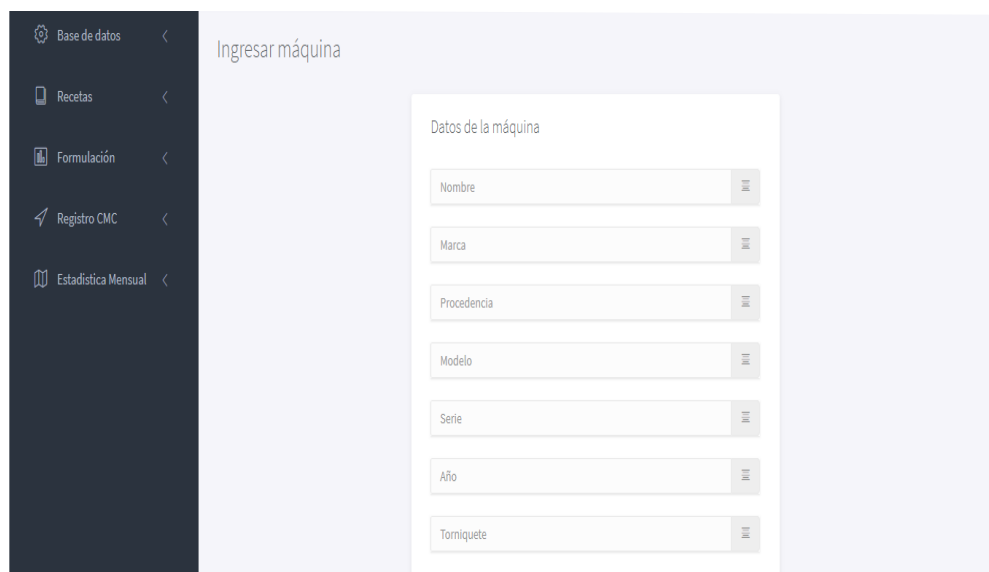 Base de datos
Recetas
Formulación
Registro CMC
Estadistica Mensual
Ingresar máquina
Datos de la máquina
Nombre
Marca
Procedencia
Modelo
Serie
Año
Torniquete